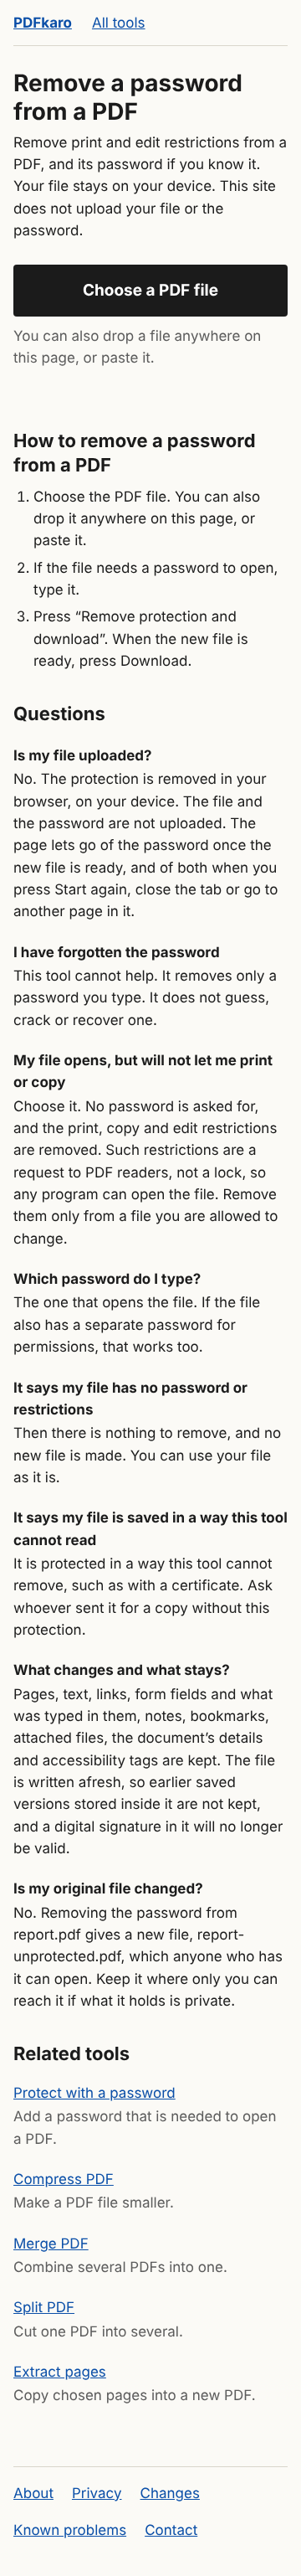 PDFkaro All tools
Remove a password
from a PDF
Remove print and edit restrictions from a
PDF, and its password if you know it.
Your file stays on your device. This site
does not upload your file or the
password.
Choose a PDF file
You can also drop a file anywhere on
this page, or paste it.
How to remove a password
from a PDF
1. Choose the PDF file. You can also
drop it anywhere on this page, or
paste it.
2. If the file needs a password to open,
type it.
3. Press “Remove protection and
download”. When the new file is
ready, press Download.
Questions
Is my file uploaded?
No. The protection is removed in your
browser, on your device. The file and
the password are not uploaded. The
page lets go of the password once the
new file is ready, and of both when you
press Start again, close the tab or go to
another page in it.
I have forgotten the password
This tool cannot help. It removes only a
password you type. It does not guess,
crack or recover one.
My file opens, but will not let me print
or copy
Choose it. No password is asked for,
and the print, copy and edit restrictions
are removed. Such restrictions are a
request to PDF readers, not a lock, so
any program can open the file. Remove
them only from a file you are allowed to
change.
Which password do I type?
The one that opens the file. If the file
also has a separate password for
permissions, that works too.
It says my file has no password or
restrictions
Then there is nothing to remove, and no
new file is made. You can use your file
as it is.
It says my file is saved in a way this tool
cannot read
It is protected in a way this tool cannot
remove, such as with a certificate. Ask
whoever sent it for a copy without this
protection.
What changes and what stays?
Pages, text, links, form fields and what
was typed in them, notes, bookmarks,
attached files, the document’s details
and accessibility tags are kept. The file
is written afresh, so earlier saved
versions stored inside it are not kept,
and a digital signature in it will no longer
be valid.
Is my original file changed?
No. Removing the password from
report.pdf gives a new file, report-
unprotected.pdf, which anyone who has
it can open. Keep it where only you can
reach it if what it holds is private.
Related tools
Protect with a password
Add a password that is needed to open
a PDF.
Compress PDF
Make a PDF file smaller.
Merge PDF
Combine several PDFs into one.
Split PDF
Cut one PDF into several.
Extract pages
Copy chosen pages into a new PDF.
About Privacy Changes
Known problems Contact